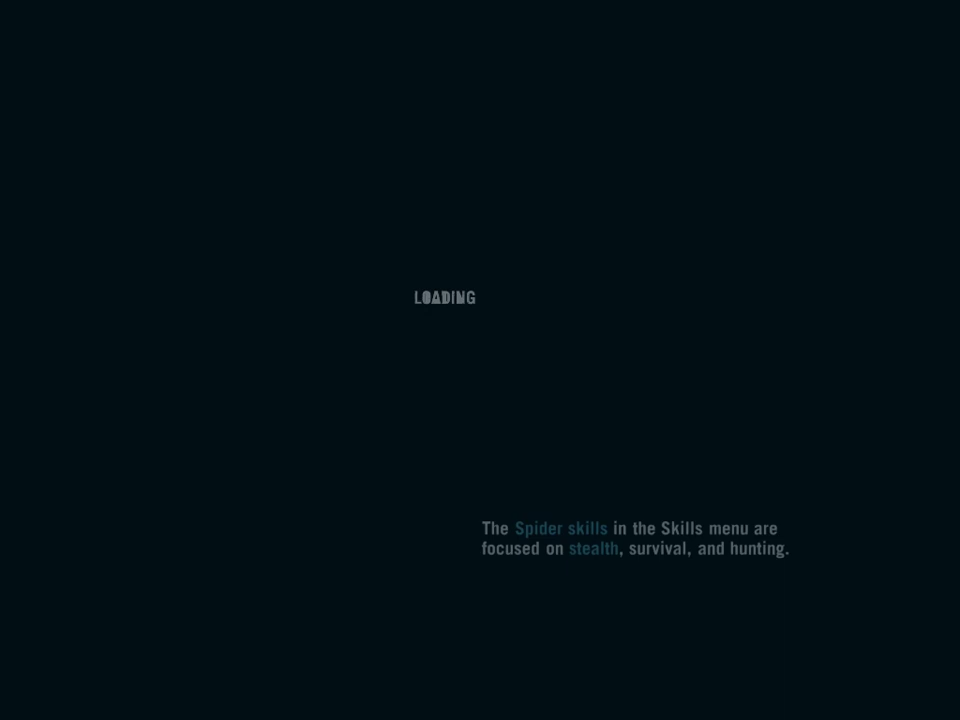 LOADING
The Spider skills in the Skills menu are
focused on stealth, survival, and hunting.